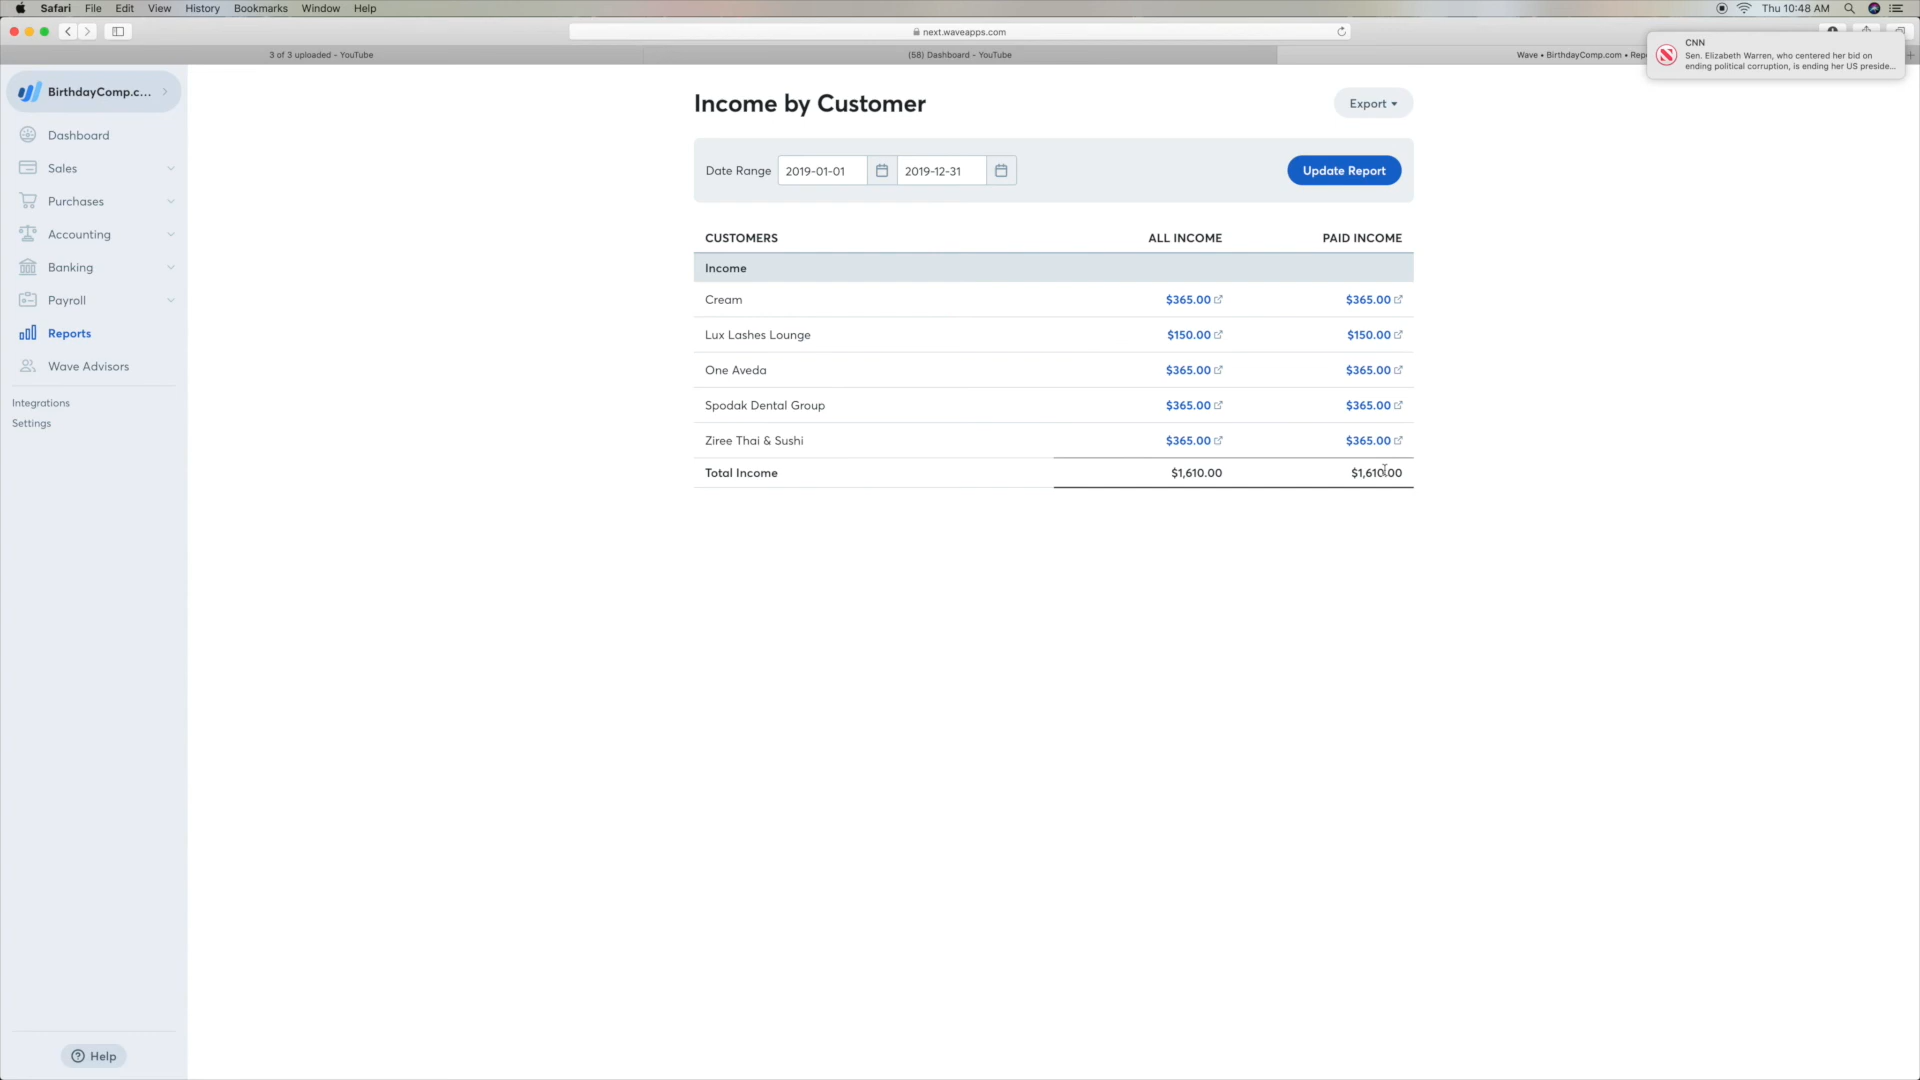 Safari File Edit View History Bookmarks Window Help
Thu 10:48 AM
next.waveapps.com
3 of 3 uploaded - YouTube
(58) Dashboard - YouTube
Wave • BirthdayComp.com • Repo
CNN
Sen. Elizabeth Warren, who centered her bid on
ending political corruption, is ending her US preside...
BirthdayComp.c...
Dashboard
Sales
Purchases
Accounting
Banking
Payroll
Reports
Wave Advisors
Integrations
Settings
Help
Income by Customer
Export
Date Range 2019-01-01 2019-12-31 Update Report
CUSTOMERS ALL INCOME PAID INCOME
Income
Cream $365.00 $365.00
Lux Lashes Lounge $150.00 $150.00
One Aveda $365.00 $365.00
Spodak Dental Group $365.00 $365.00
Ziree Thai & Sushi $365.00 $365.00
Total Income $1,610.00 $1,610.00